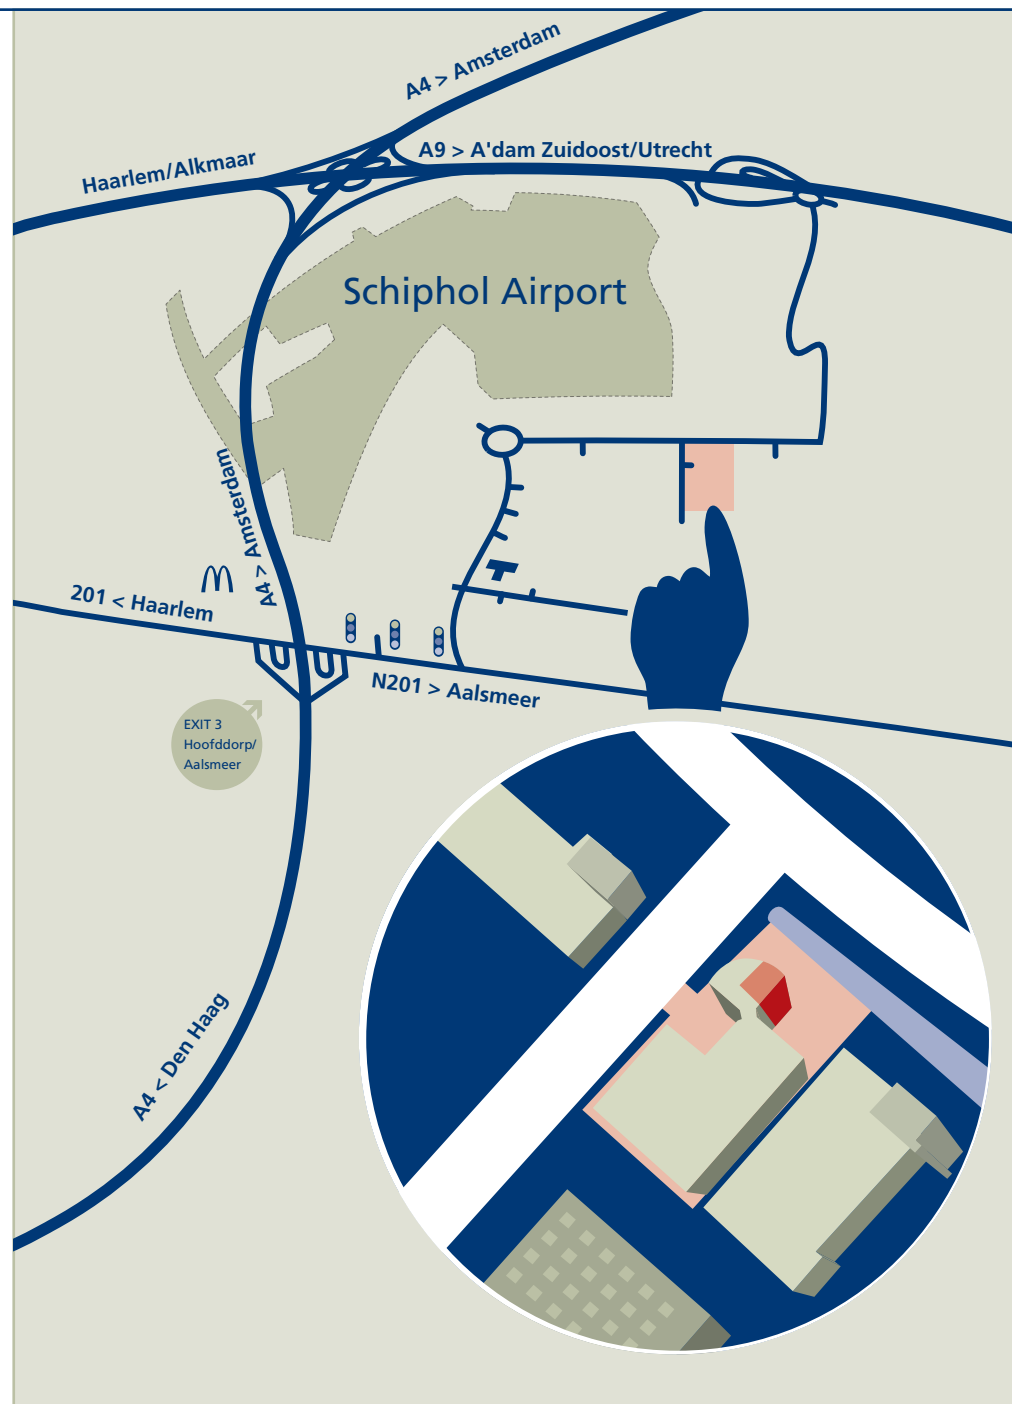 A4 > Amsterdam
A9 > A'dam Zuidoost/Utrecht
Haarlem/Alkmaar
Schiphol Airport
A4 > Amsterdam
201 < Haarlem
N201 > Aalsmeer
EXIT 3
Hoofddorp/
Aalsmeer
A4 < Den Haag